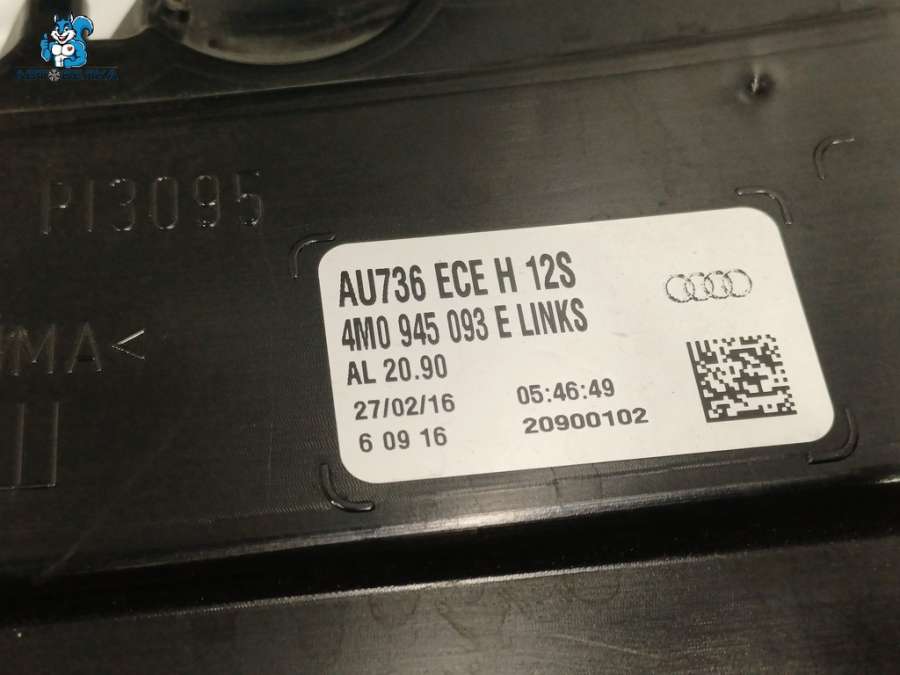 PI3095
AU736 ECE H 12S
4M0 945 093 E LINKS
MMA<
AL 20.90
27/02/16 05:46:49
6 09 16 20900102